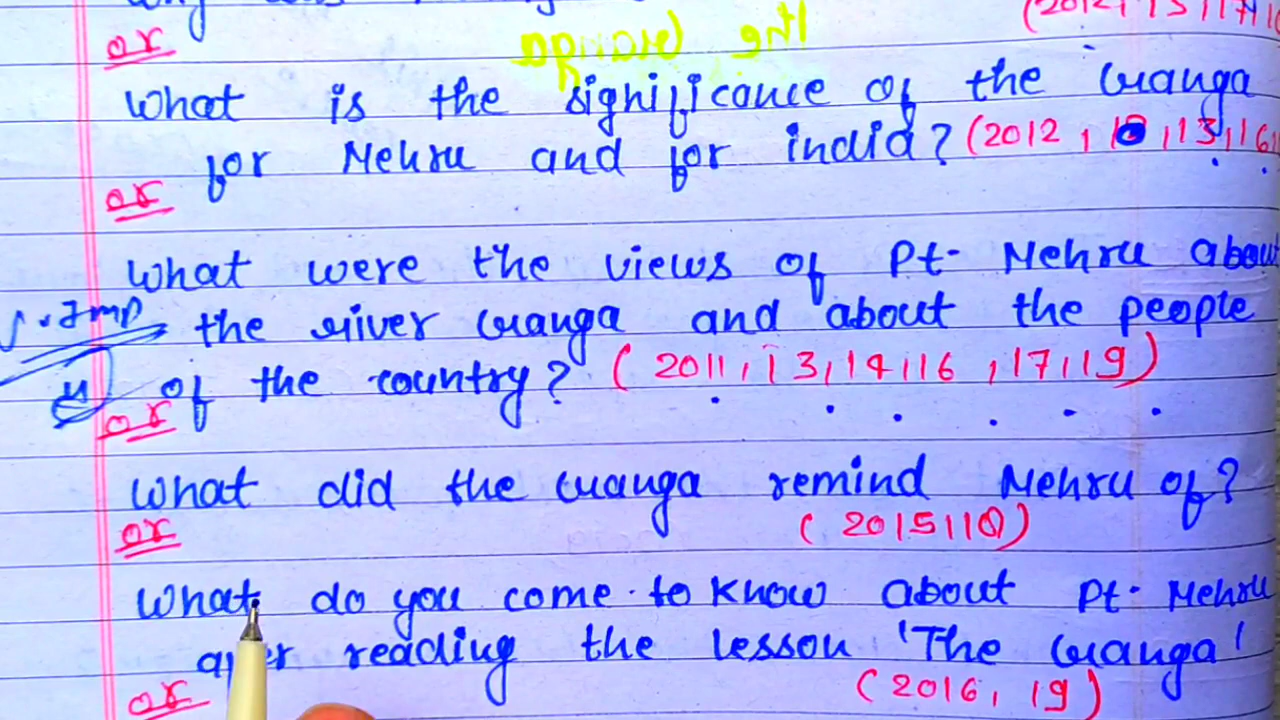 or
the Ganga
What is the significance of the Ganga
for Nehru and for india? (2012, 13, 16
or
What were the views of Pt. Nehru about
V. Imp the river Ganga and about the people
of the country? (2011, 13, 14, 16, 17, 19)
or
What did the Ganga remind Nehru of?
or (2015, 18)
What do you come to know about Pt. Nehru
after reading the lesson 'The Ganga'
or (2016, 19)